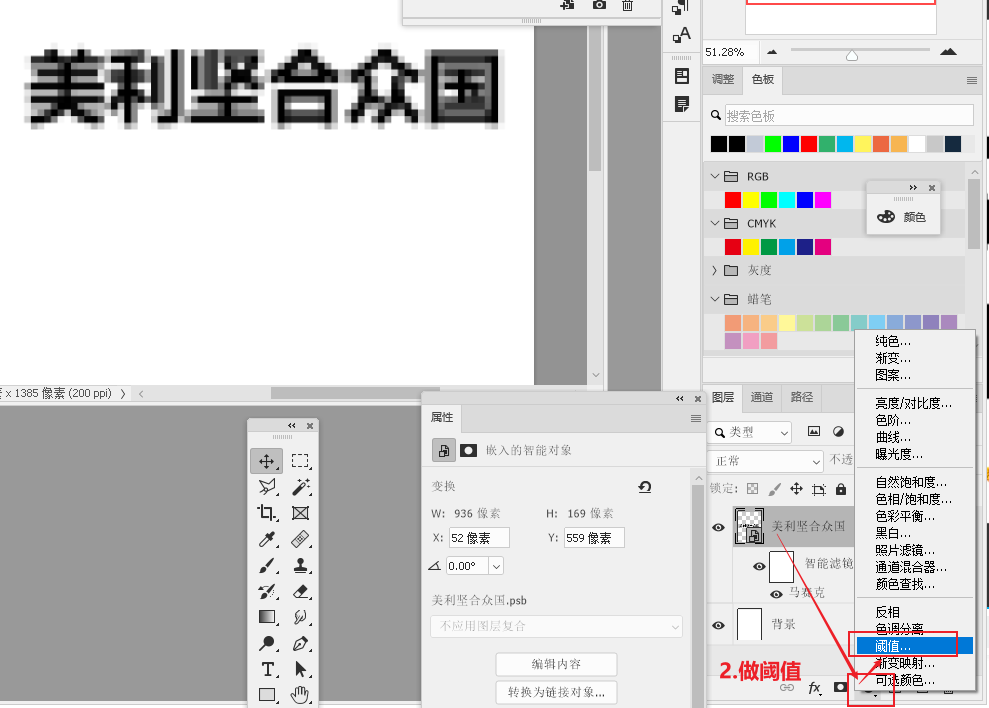 美利坚合众国
51.28%
调整 色板
搜索色板
RGB
CMYK
颜色
灰度
蜡笔
x 1385 像素 (200 ppi)
属性
嵌入的智能对象
变换
W: 936 像素 H: 169 像素
X: 52 像素 Y: 559 像素
0.00°
美利坚合众国.psb
不应用图层复合
编辑内容
转换为链接对象...
图层 通道 路径
类型
正常 不透
锁定:
美利坚合众国
智能滤镜
马赛克
背景
fx
纯色...
渐变...
图案...
亮度/对比度...
色阶...
曲线...
曝光度...
自然饱和度...
色相/饱和度...
色彩平衡...
黑白...
照片滤镜...
通道混合器...
颜色查找...
反相
色调分离
阈值...
渐变映射...
可选颜色...
2.做阈值